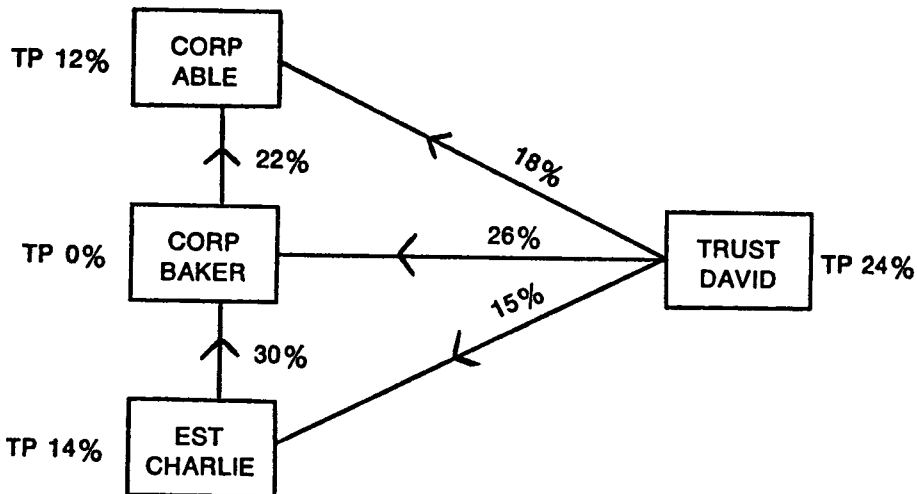 TP 12%
CORP
ABLE
22%
18%
TP 0%
CORP
BAKER
26%
TRUST
DAVID
TP 24%
15%
30%
TP 14%
EST
CHARLIE